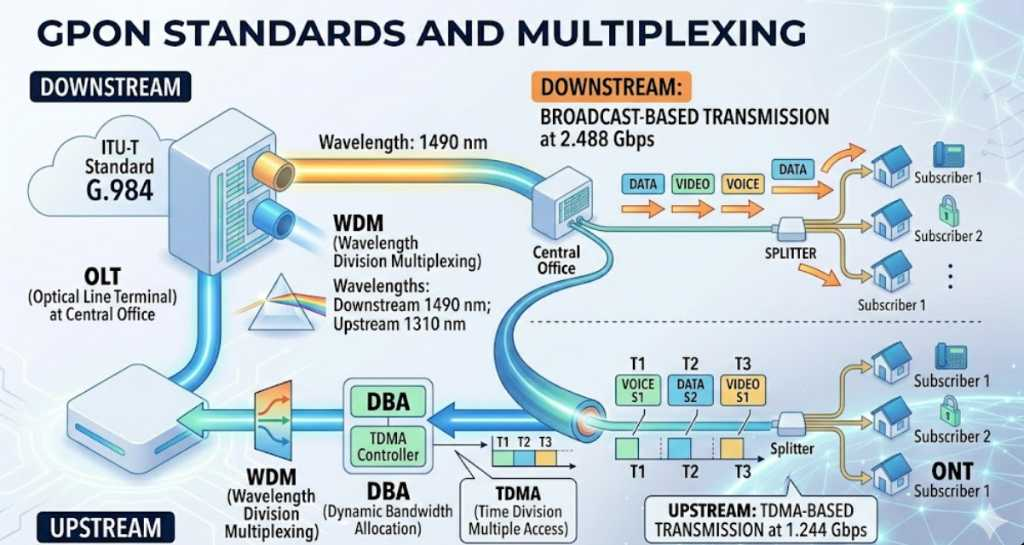 GPON STANDARDS AND MULTIPLEXING
DOWNSTREAM
ITU-T
Standard
G.984
Wavelength: 1490 nm
DOWNSTREAM:
BROADCAST-BASED TRANSMISSION
at 2.488 Gbps
OLT
(Optical Line Terminal)
at Central Office
WDM
(Wavelength
Division Multiplexing)
Wavelengths:
Downstream 1490 nm;
Upstream 1310 nm
Central
Office
DATA
VIDEO
VOICE
DATA
SPLITTER
Subscriber 1
Subscriber 2
Subscriber 1
WDM
(Wavelength
Division
Multiplexing)
DBA
TDMA
Controller
DBA
(Dynamic Bandwidth
Allocation)
T1 T2 T3
TDMA
(Time Division
Multiple Access)
T1
T2
T3
VOICE
S1
DATA
S2
VIDEO
S1
T1
T2
T3
Splitter
Subscriber 1
Subscriber 2
ONT
Subscriber 1
UPSTREAM: TDMA-BASED
TRANSMISSION at 1.244 Gbps
UPSTREAM